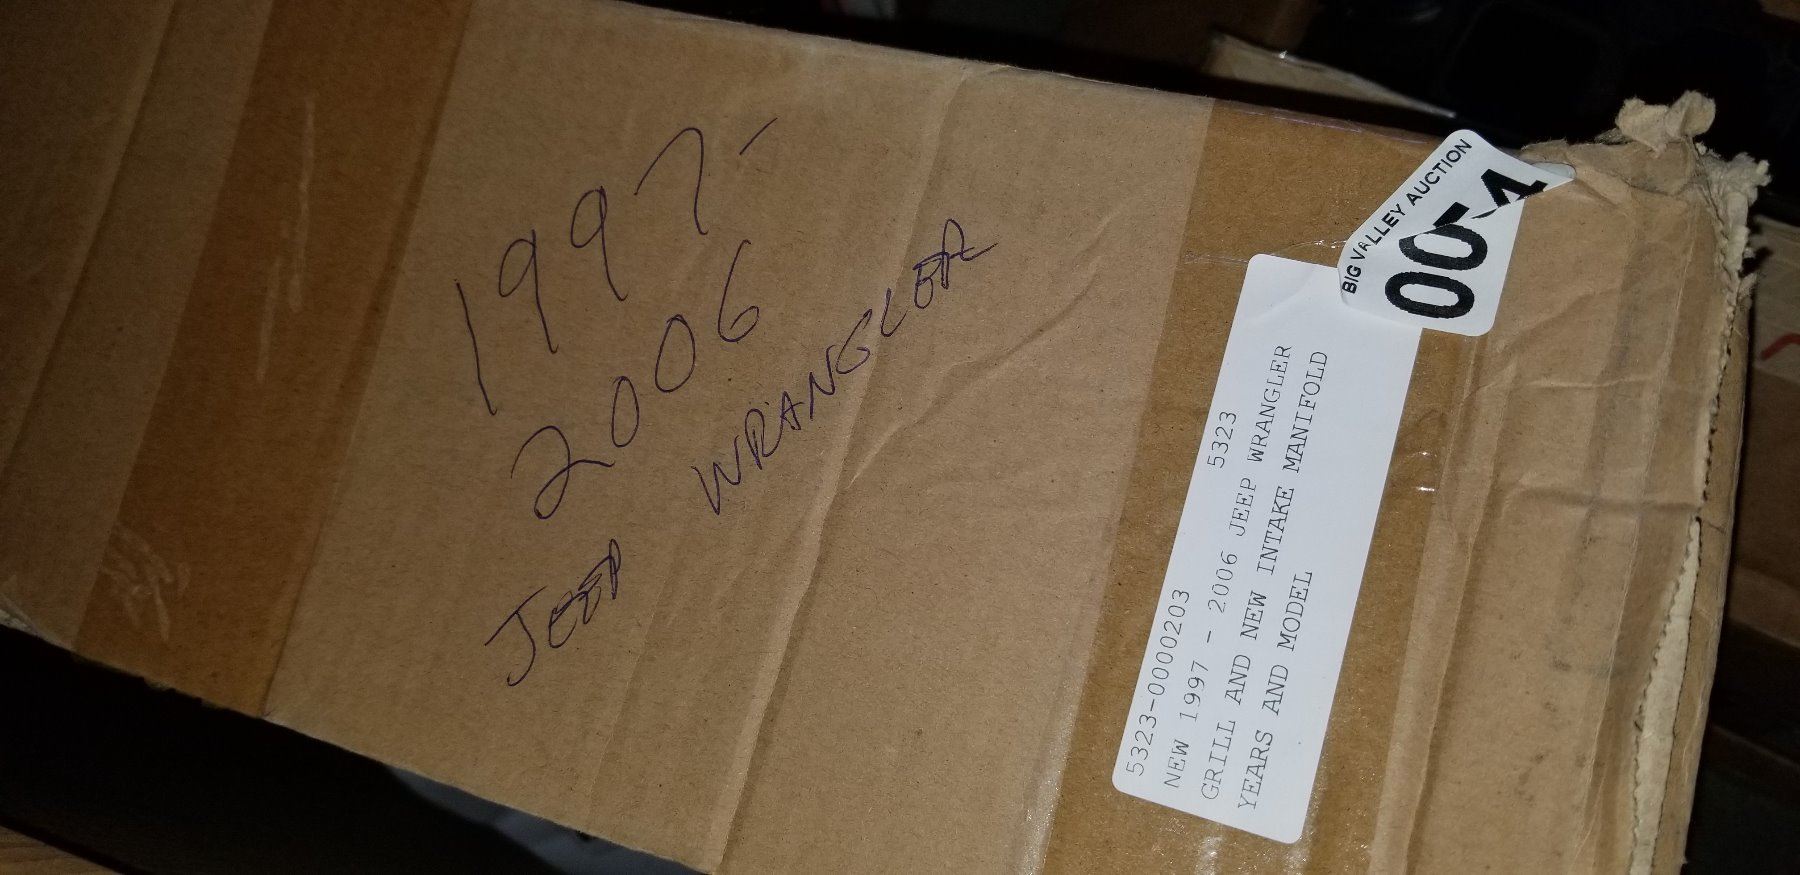 1997-
2006
JEEP WRANGLER
BIG VALLEY AUCTION
5323-0000203 5323
NEW 1997 - 2006 JEEP WRANGLER
GRILL AND NEW INTAKE MANIFOLD
YEARS AND MODEL